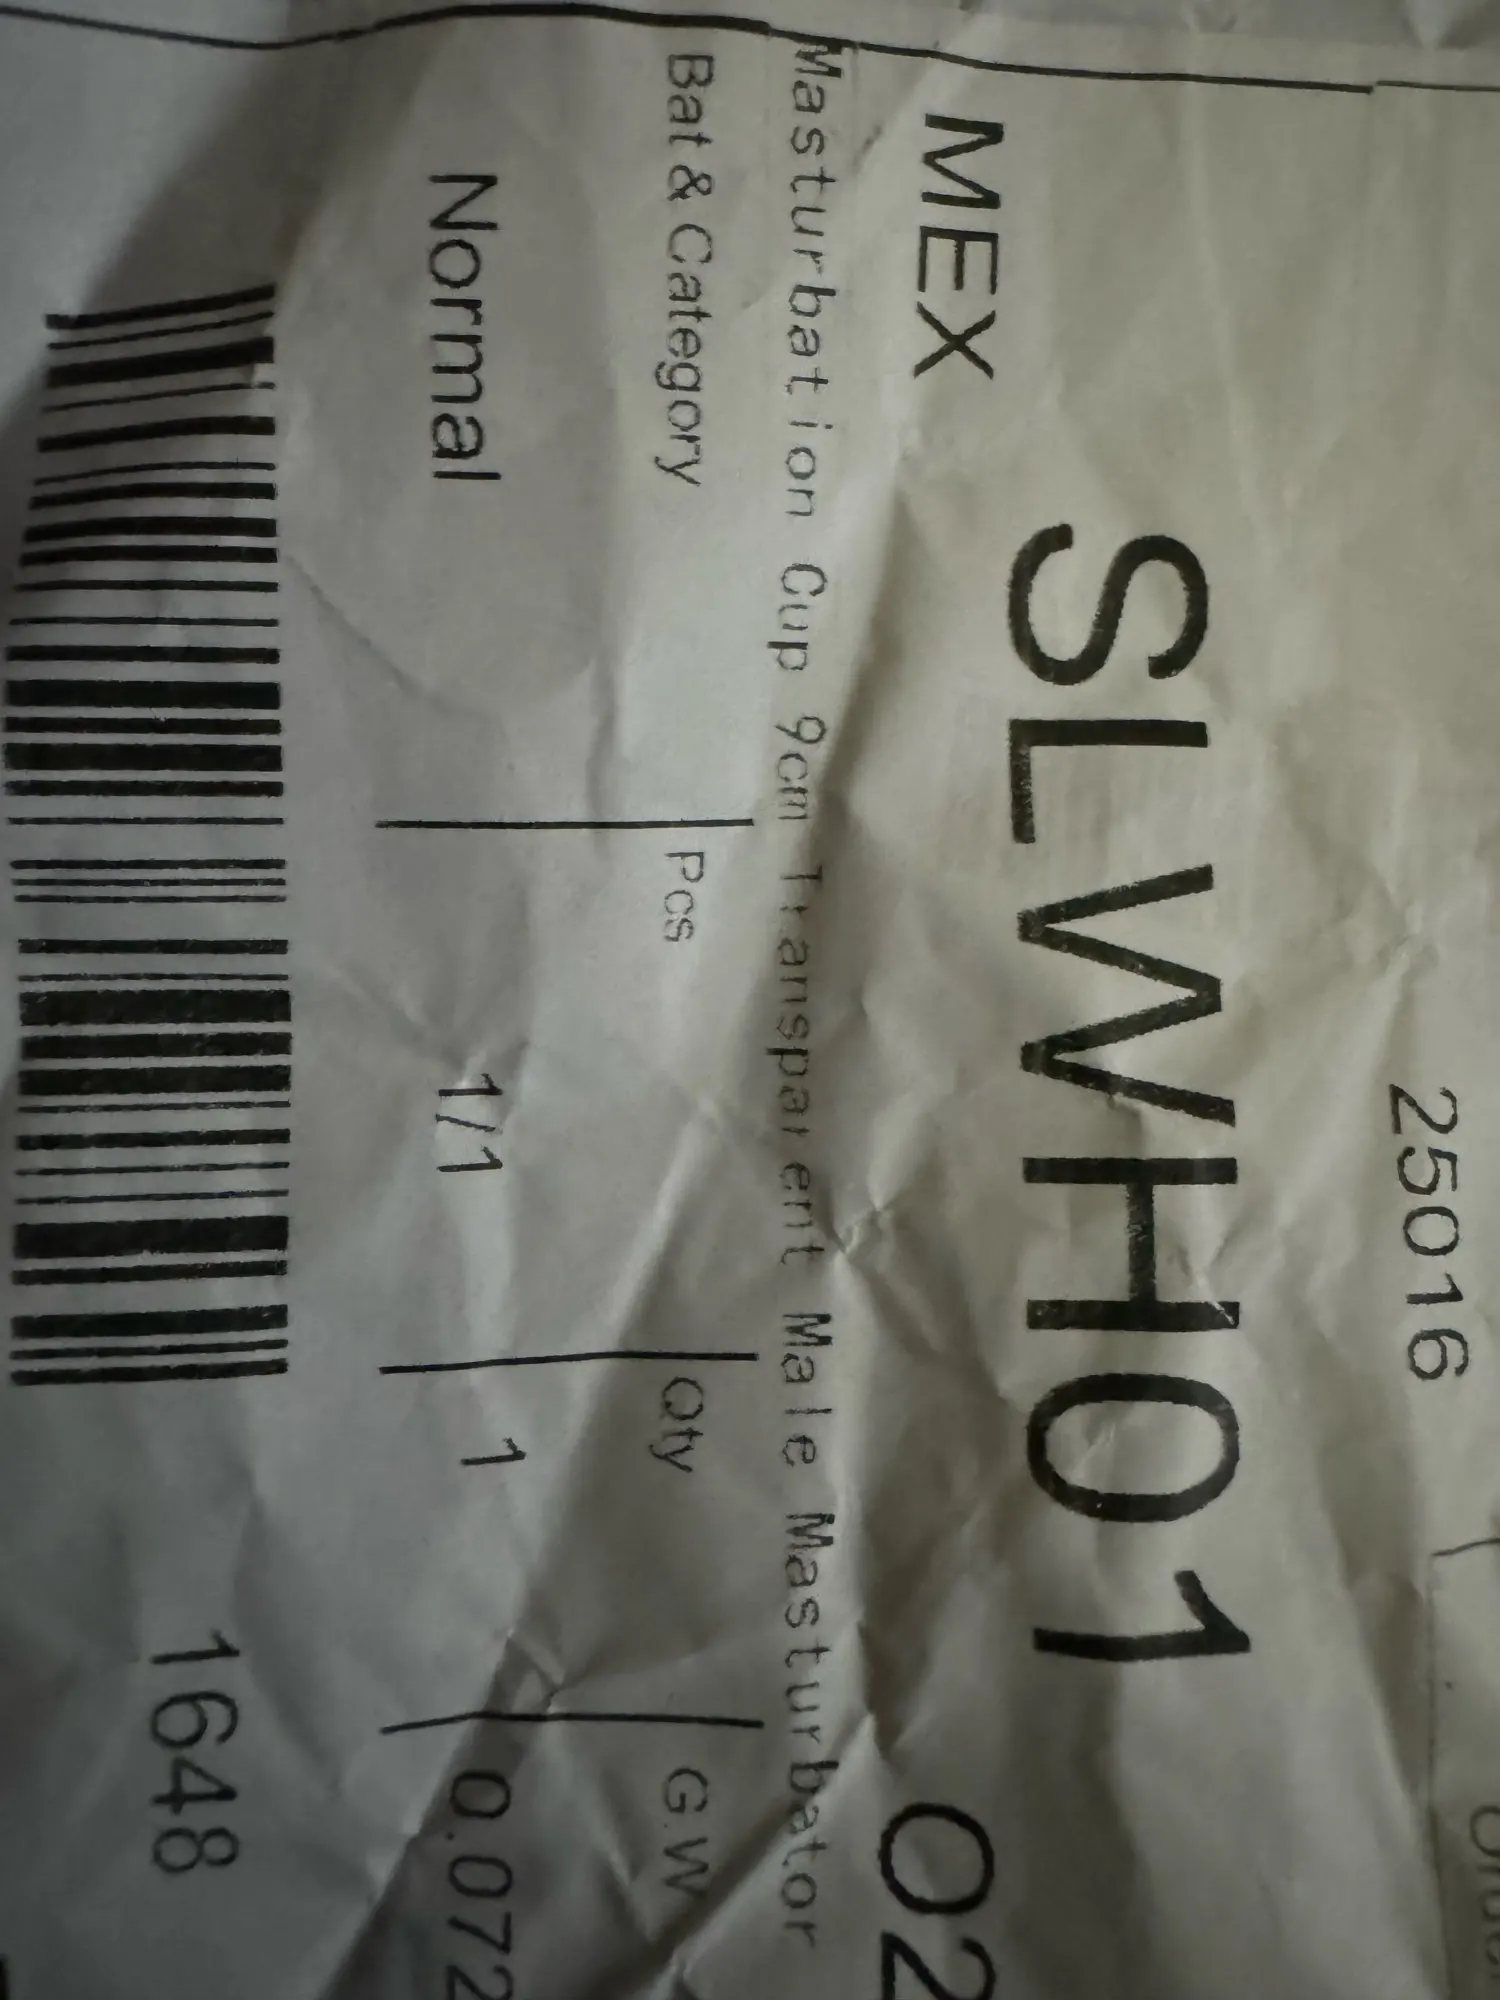 25016
SLWH01
MEX
02
Masturbation Cup 9cm Transparent Male Masturbator
Bat & Category Pcs Qty G.W
Normal 1/1 1 0.072
1648